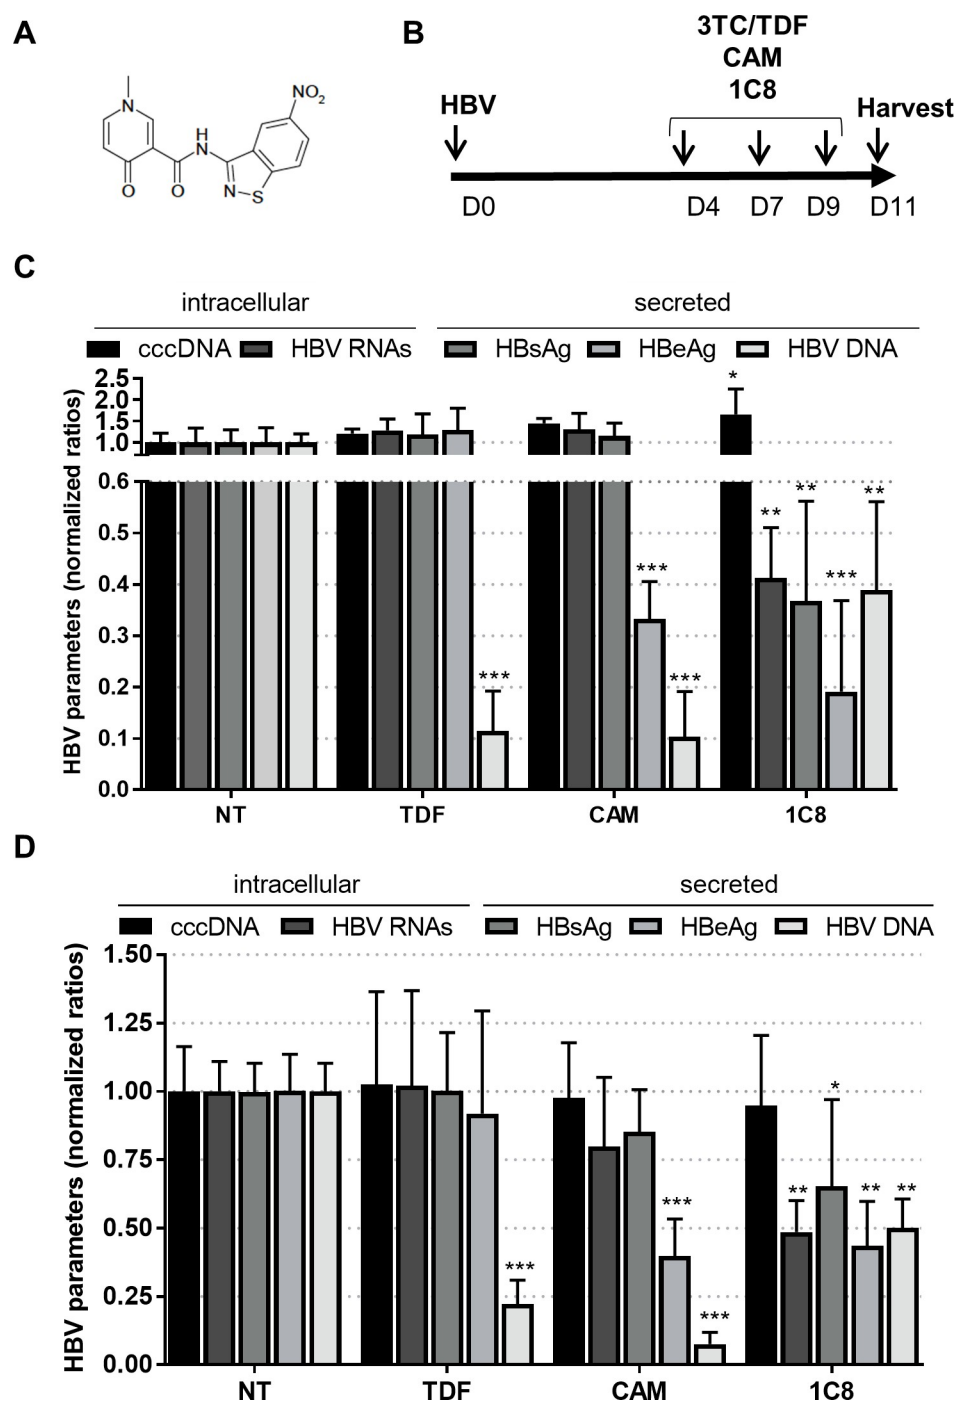 A
N
NO2
H
N
O
O
N
S
B
3TC/TDF
CAM
1C8
HBV
Harvest
D0
D4
D7
D9
D11
C
intracellular
secreted
cccDNA
HBV RNAs
HBsAg
HBeAg
HBV DNA
HBV parameters (normalized ratios)
2.5
2.0
1.5
1.0
0.6
0.5
0.4
0.3
0.2
0.1
0.0
***
***
***
*
**
**
***
**
NT
TDF
CAM
1C8
D
intracellular
secreted
cccDNA
HBV RNAs
HBsAg
HBeAg
HBV DNA
HBV parameters (normalized ratios)
1.50
1.25
1.00
0.75
0.50
0.25
0.00
***
***
***
**
*
**
**
NT
TDF
CAM
1C8